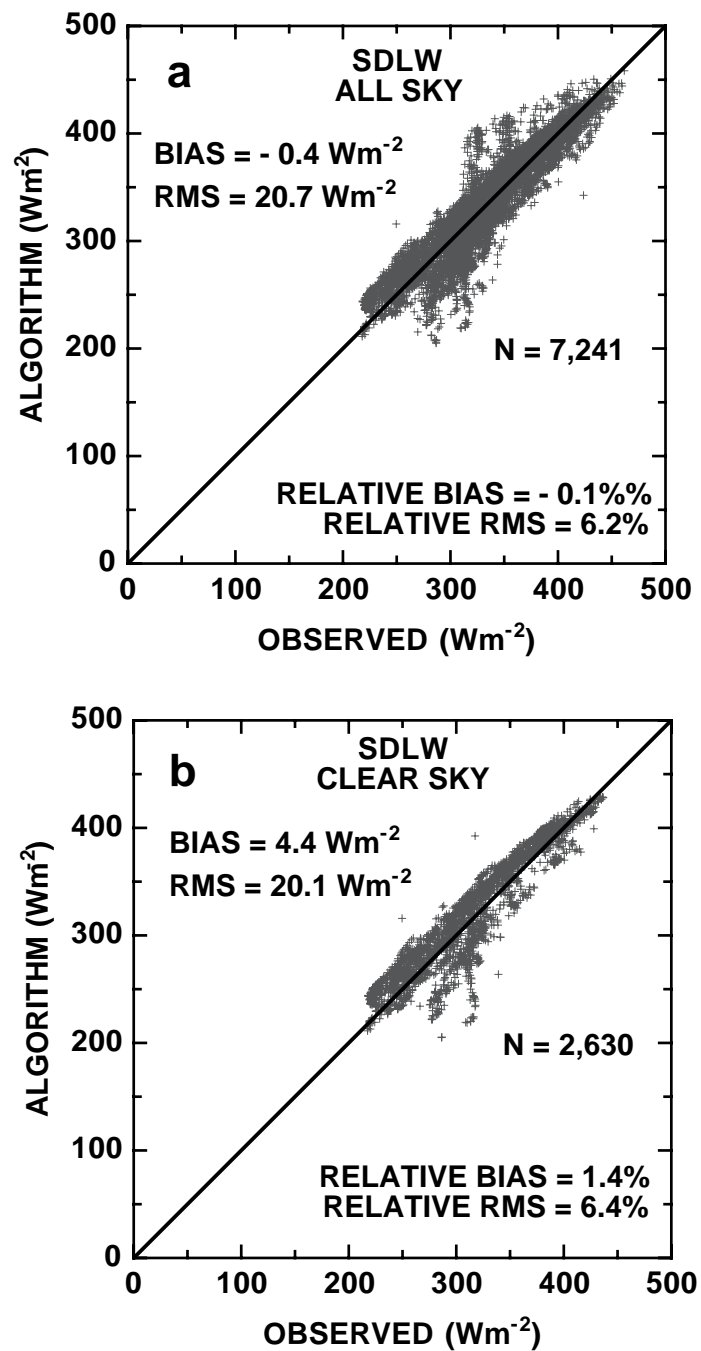 a
SDLW
ALL SKY
BIAS = - 0.4 Wm-2
RMS = 20.7 Wm-2
N = 7,241
RELATIVE BIAS = - 0.1%%
RELATIVE RMS = 6.2%
ALGORITHM (Wm-2)
500
400
300
200
100
0
0 100 200 300 400 500
OBSERVED (Wm-2)
b
SDLW
CLEAR SKY
BIAS = 4.4 Wm-2
RMS = 20.1 Wm-2
N = 2,630
RELATIVE BIAS = 1.4%
RELATIVE RMS = 6.4%
ALGORITHM (Wm-2)
500
400
300
200
100
0
0 100 200 300 400 500
OBSERVED (Wm-2)